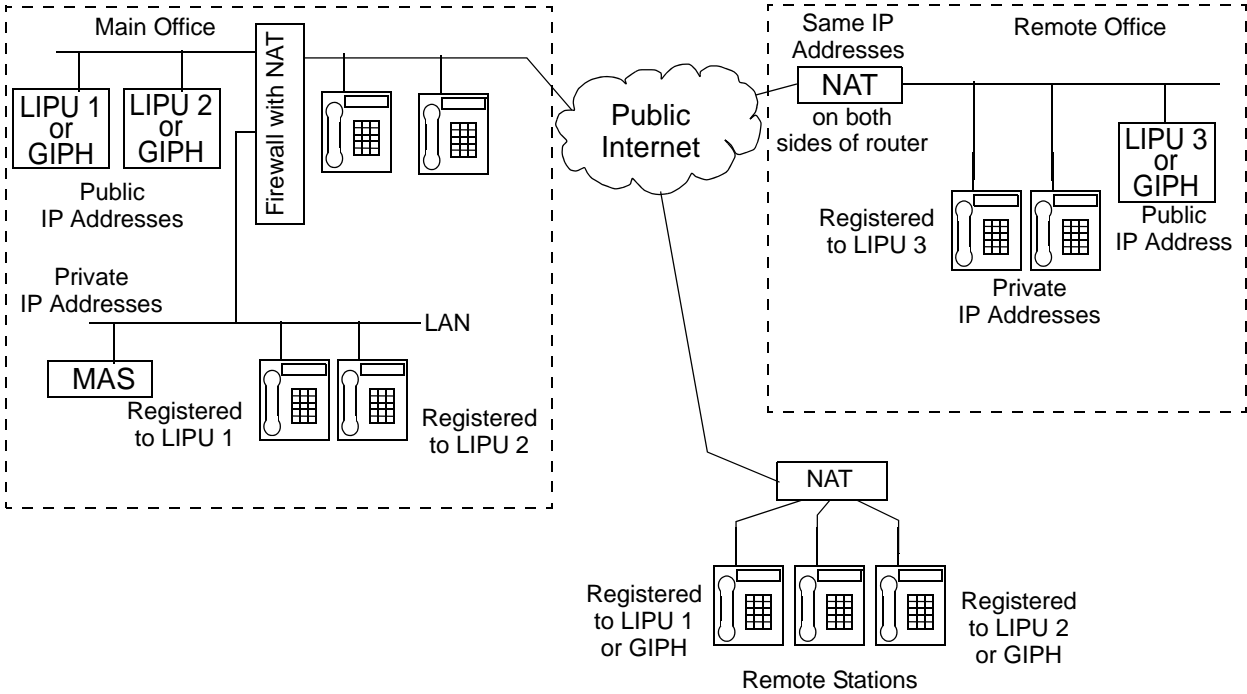 Main Office
Firewall with NAT
LIPU 1
or
GIPH
LIPU 2
or
GIPH
Public
IP Addresses
Private
IP Addresses
LAN
MAS
Registered
to LIPU 1
Registered
to LIPU 2
Public
Internet
Same IP
Addresses
NAT
on both
sides of router
Remote Office
LIPU 3
or
GIPH
Public
IP Address
Registered
to LIPU 3
Private
IP Addresses
NAT
Registered
to LIPU 1
or GIPH
Registered
to LIPU 2
or GIPH
Remote Stations